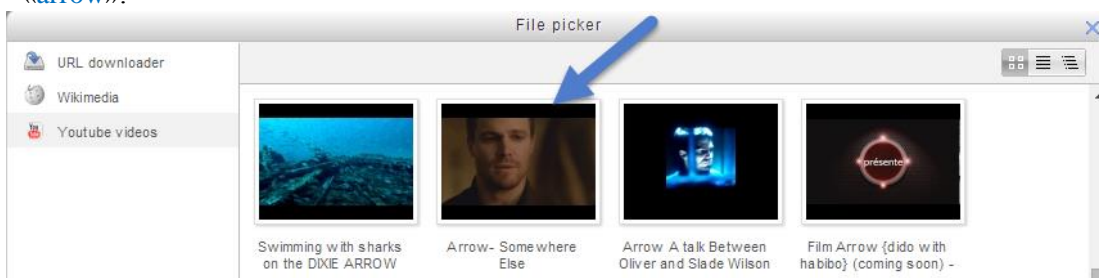 «arrow».
File picker
URL downloader
Wikimedia
Youtube videos
présente
Swimming with sharks
on the DIXIE ARROW
Arrow- Somewhere
Else
Arrow A talk Between
Oliver and Slade Wilson
Film Arrow {dido with
habibo} (coming soon) -